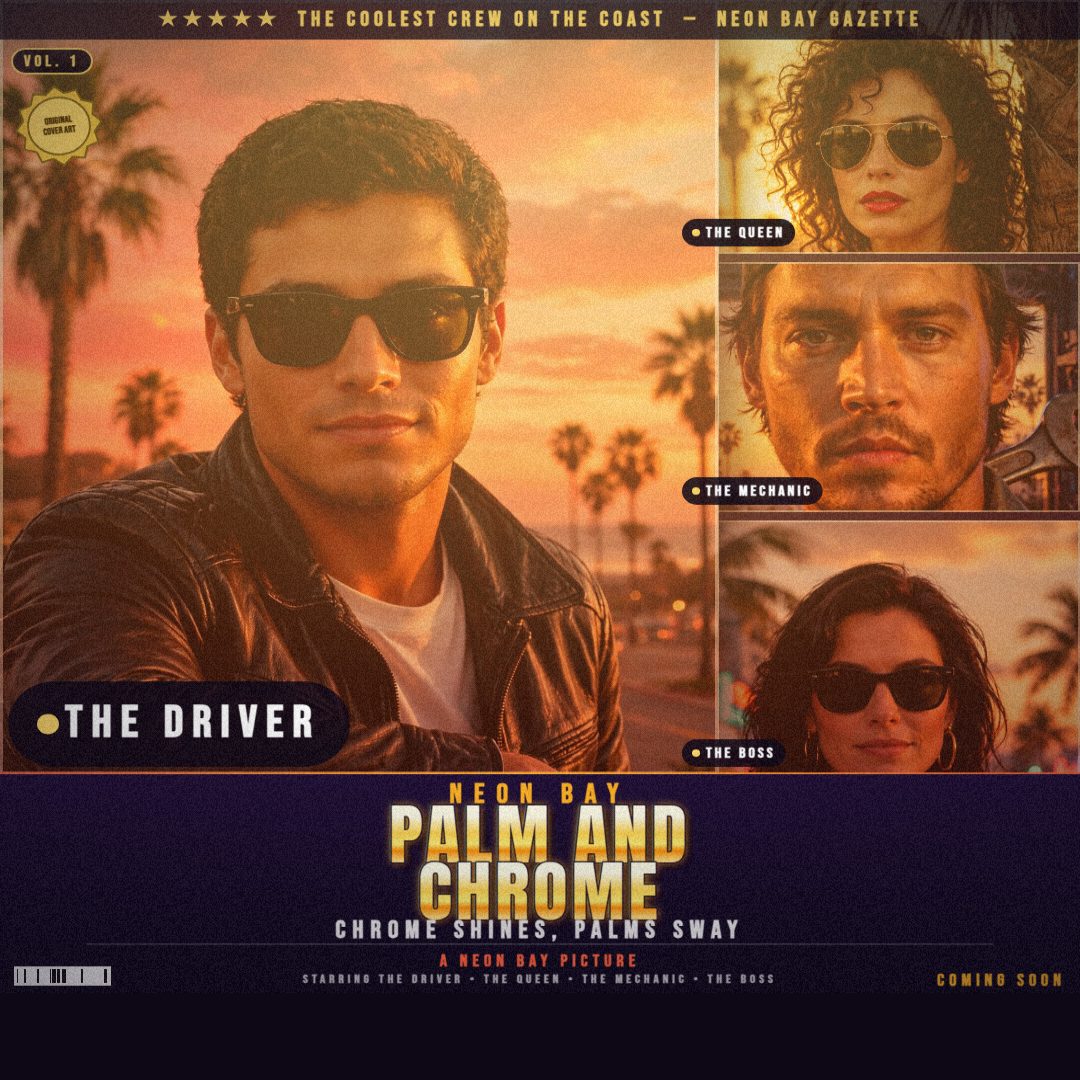 ★★★★★ THE COOLEST CREW ON THE COAST — NEON BAY GAZETTE
VOL. 1
ORIGINAL
COVER ART
THE QUEEN
THE MECHANIC
THE DRIVER
THE BOSS
NEON BAY
PALM AND
CHROME
CHROME SHINES, PALMS SWAY
A NEON BAY PICTURE
STARRING THE DRIVER • THE QUEEN • THE MECHANIC • THE BOSS
COMING SOON